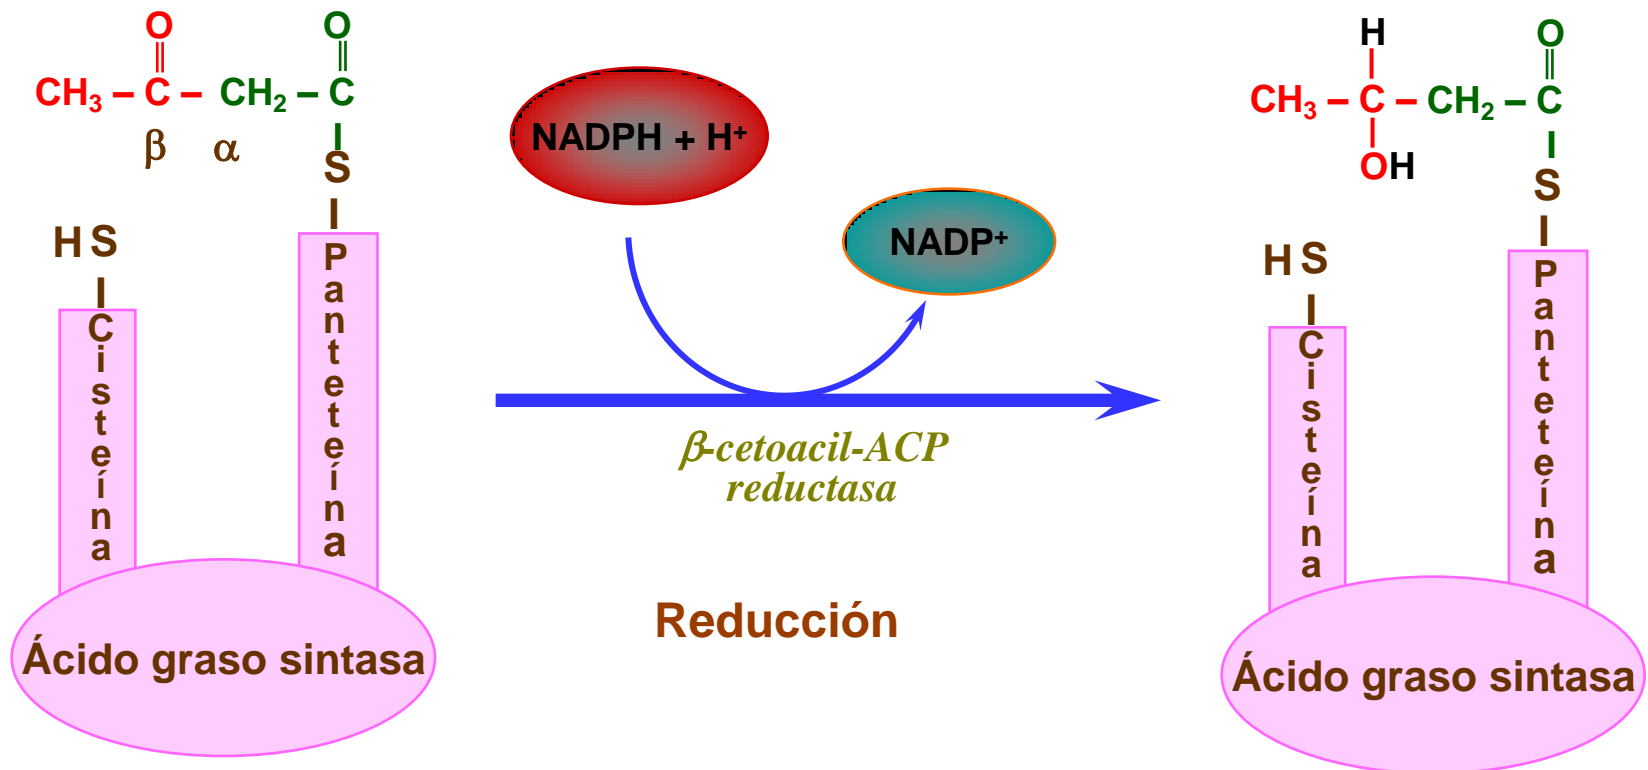 O
CH₃ – C – CH₂ – C
O
β α
S
HS
Cisteína
Panteteína
Ácido graso sintasa
NADPH + H⁺
NADP⁺
β-cetoacil-ACP
reductasa
Reducción
H
O
CH₃ – C – CH₂ – C
OH
S
HS
Cisteína
Panteteína
Ácido graso sintasa